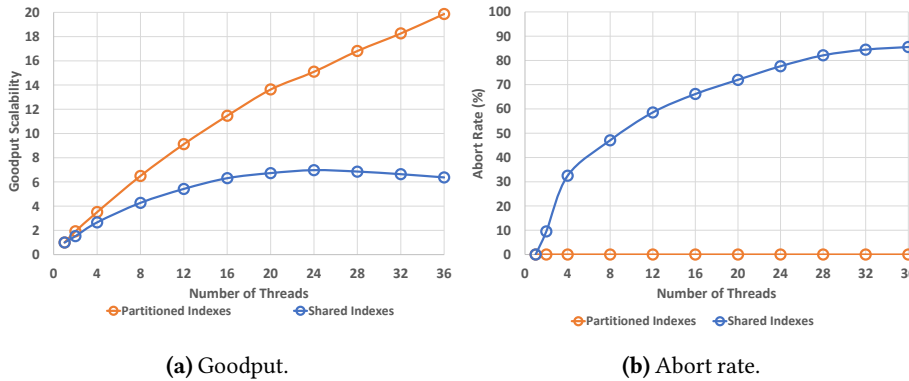 20
18
16
14
12
10
8
6
4
2
0
Goodput Scalability
0 4 8 12 16 20 24 28 32 36
Number of Threads
Partitioned Indexes Shared Indexes
(a) Goodput.
100
90
80
70
60
50
40
30
20
10
0
Abort Rate (%)
0 4 8 12 16 20 24 28 32 36
Number of Threads
Partitioned Indexes Shared Indexes
(b) Abort rate.